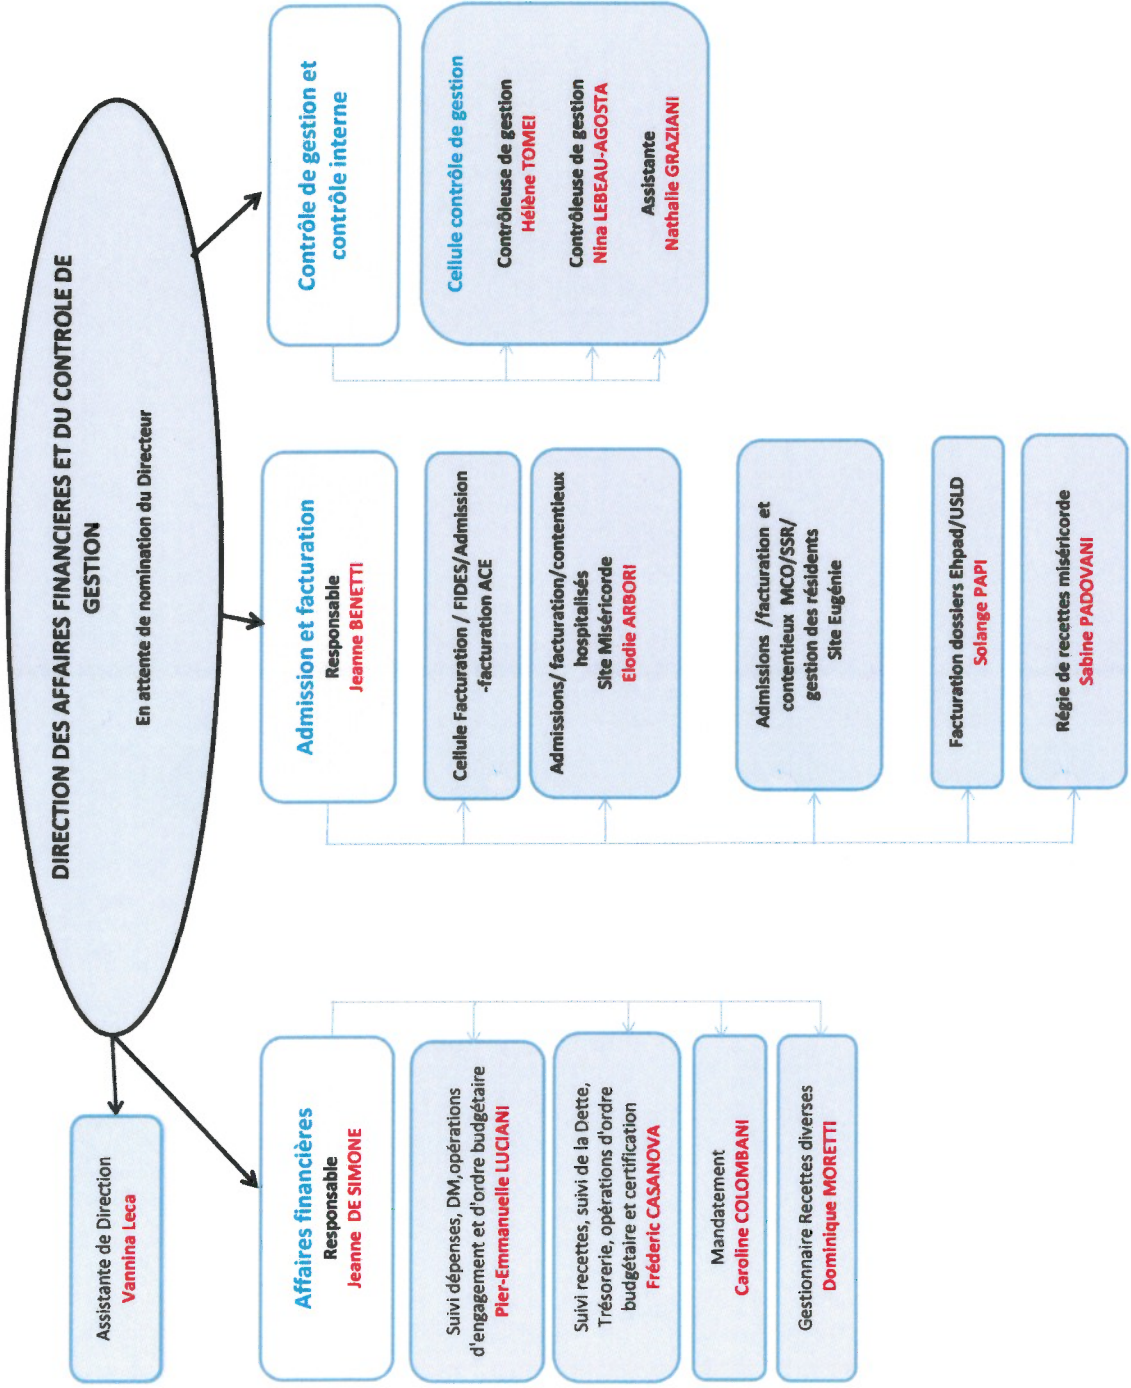 DIRECTION DES AFFAIRES FINANCIERES ET DU CONTROLE DE
GESTION
En attente de nomination du Directeur
Assistante de Direction
Vannina Leca
Affaires financières
Responsable
Jeanne DE SIMONE
Suivi dépenses, DM,opérations
d'engagement et d'ordre budgétaire
Pier-Emmanuelle LUCIANI
Suivi recettes, suivi de la Dette,
Trésorerie, opérations d'ordre
budgétaire et certification
Fréderic CASANOVA
Mandatement
Caroline COLOMBANI
Gestionnaire Recettes diverses
Dominique MORETTI
Admission et facturation
Responsable
Jeanne BENETTI
Cellule Facturation / FIDES/Admission
-facturation ACE
Admissions/ facturation/contentieux
hospitalisés
Site Miséricorde
Elodie ARBORI
Admissions /facturation et
contentieux MCO/SSR/
gestion des résidents
Site Eugénie
Facturation dossiers Ehpad/USLD
Solange PAPI
Régie de recettes miséricorde
Sabine PADOVANI
Contrôle de gestion et
contrôle interne
Cellule contrôle de gestion
Contrôleuse de gestion
Hélène TOMEI
Contrôleuse de gestion
Nina LEBEAU-AGOSTA
Assistante
Nathalie GRAZIANI